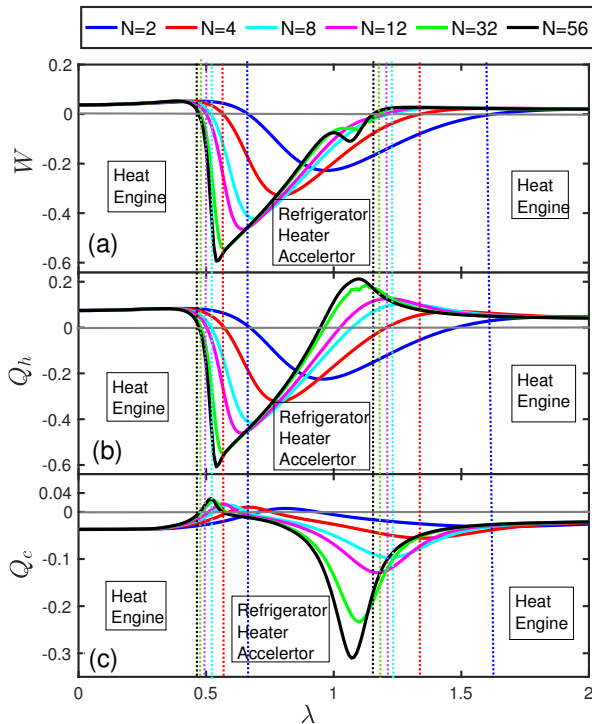 N=2 N=4 N=8 N=12 N=32 N=56
0.2
0
-0.2
-0.4
-0.6
W
Heat
Engine
Refrigerator
Heater
Accelertor
Heat
Engine
(a)
0.2
0
-0.2
-0.4
-0.6
Q_h
Heat
Engine
Refrigerator
Heater
Accelertor
Heat
Engine
(b)
0.04
0
-0.1
-0.3
Q_c
Heat
Engine
Refrigerator
Heater
Accelertor
Heat
Engine
(c)
0 0.5 1 1.5 2
λ